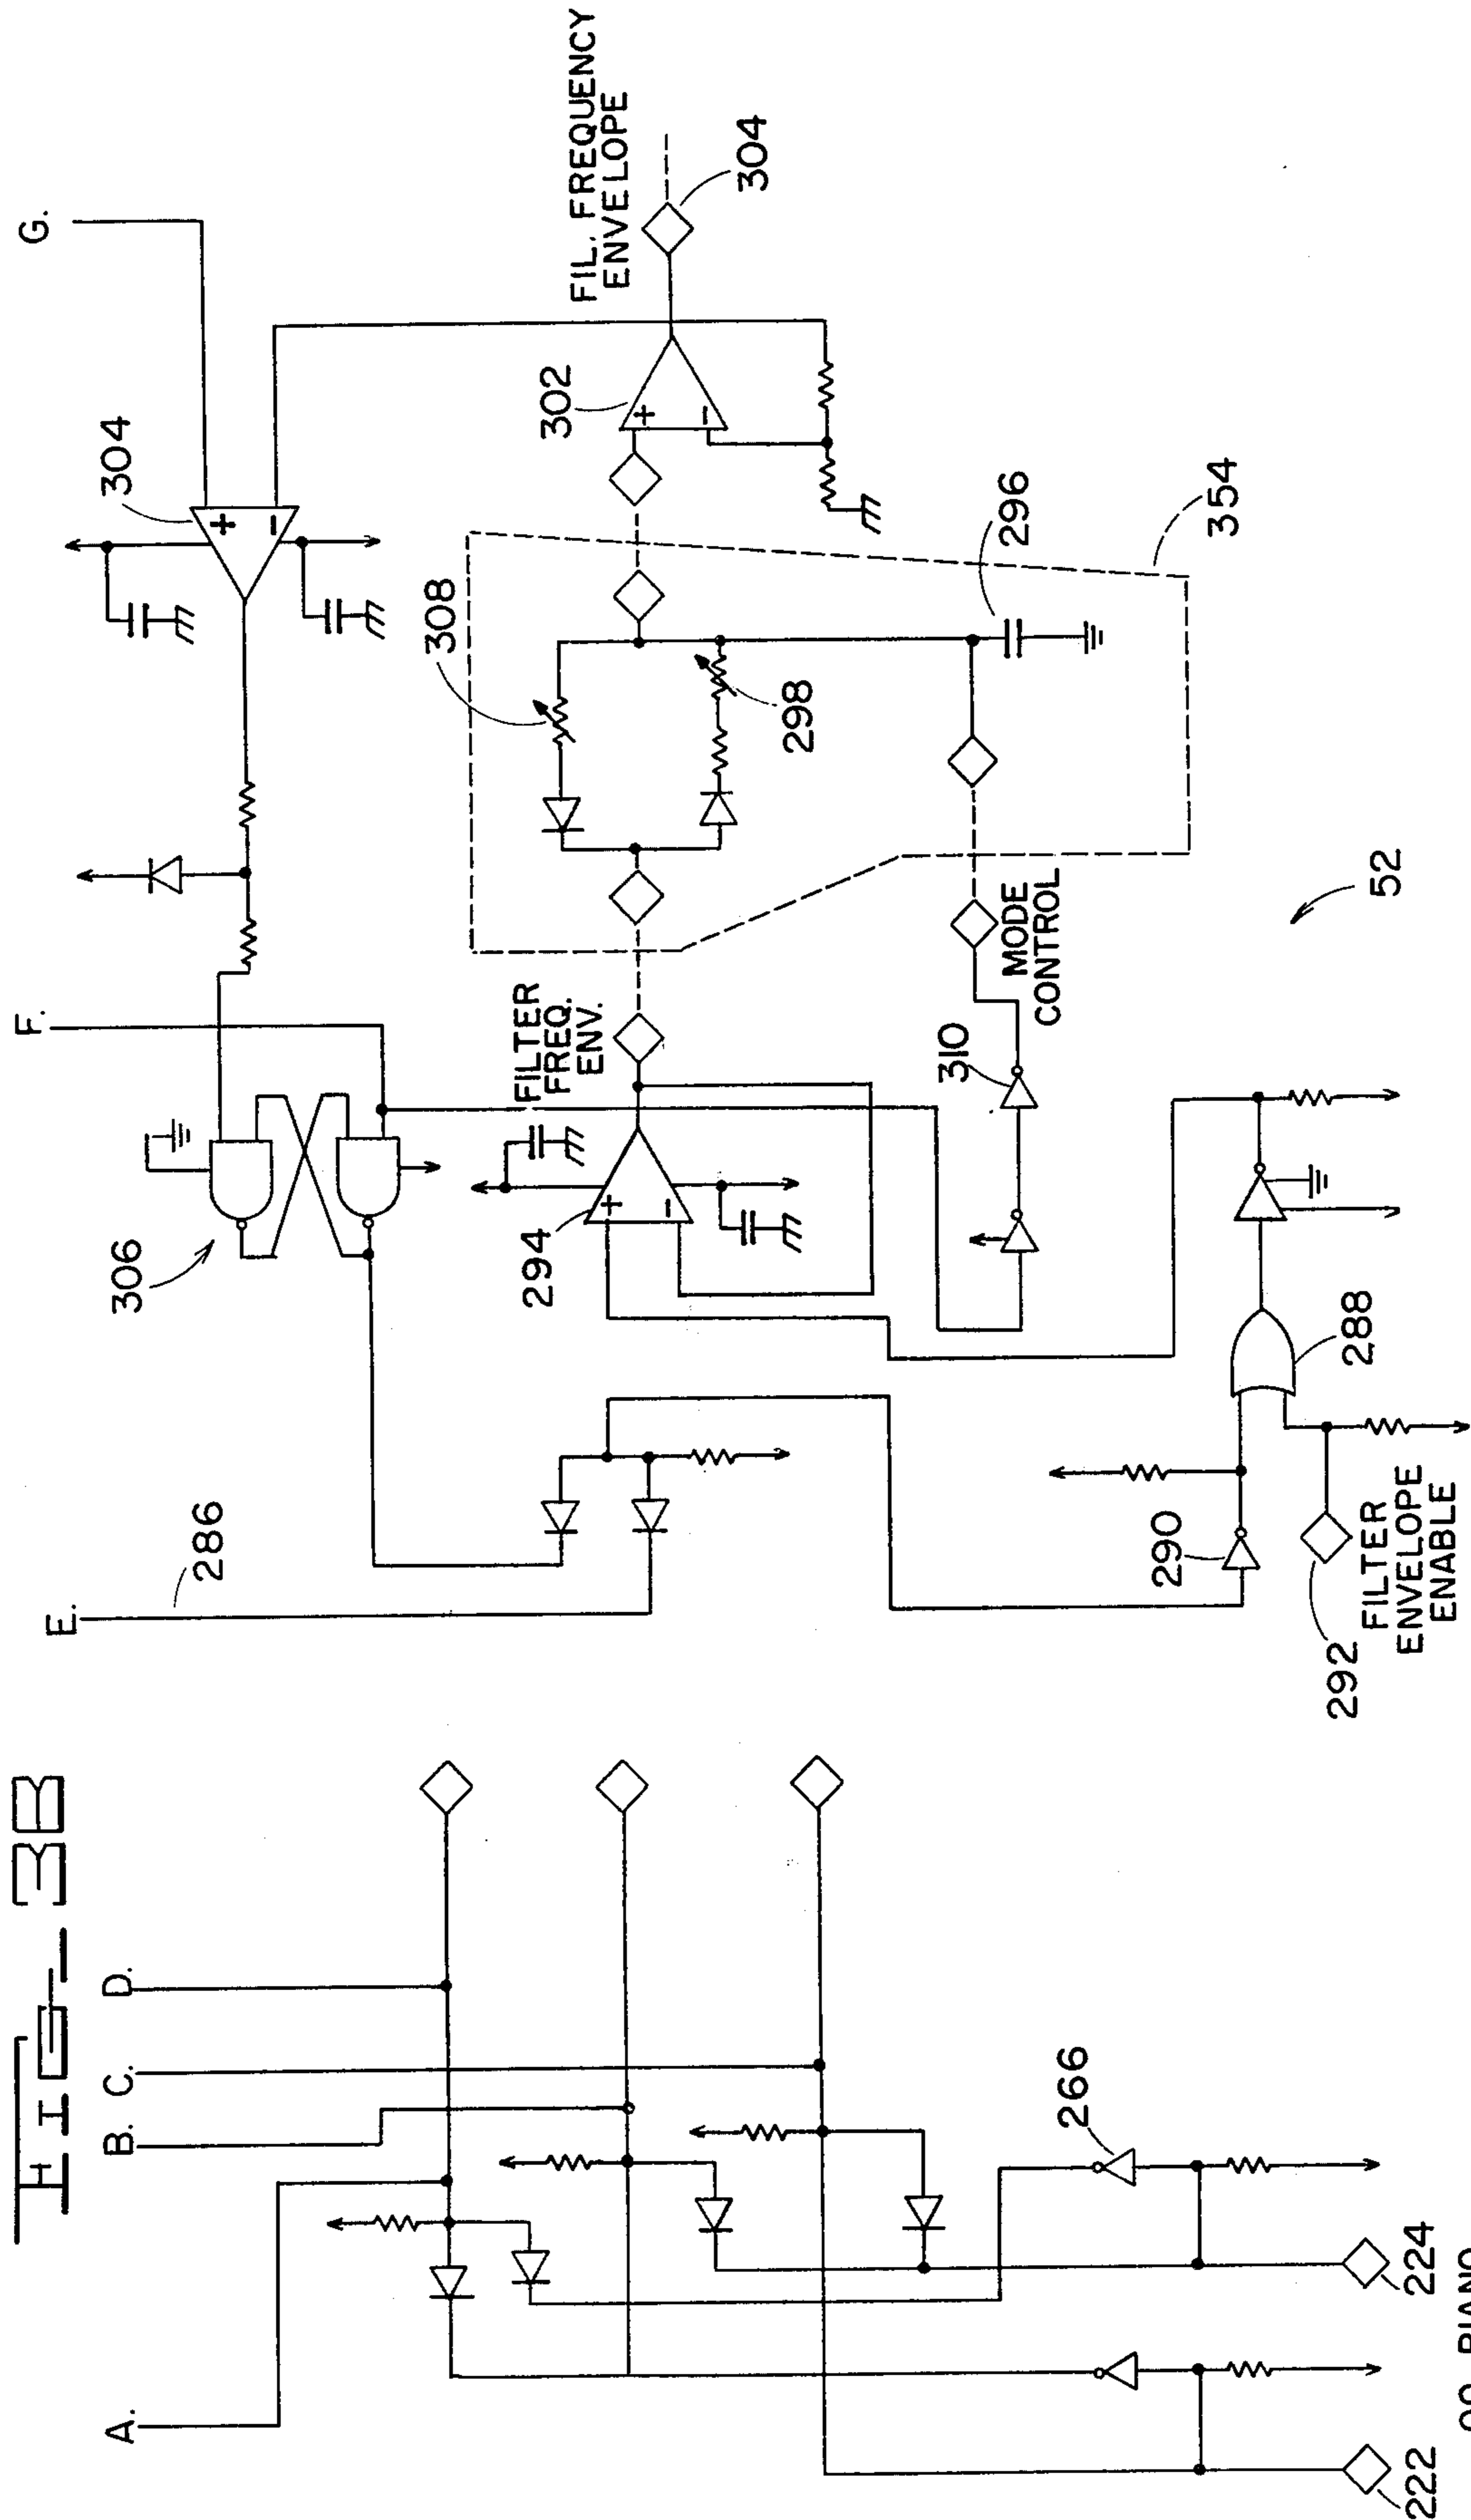 FIG_3B
A.
B.
C.
D.
E.
F.
G.
286
306
304
308
302
FIL. FREQUENCY
ENVELOPE
304
294
+
-
+
-
+
-
FILTER
FREQ.
ENV.
298
296
354
310
MODE
CONTROL
52
266
290
288
292
FILTER
ENVELOPE
ENABLE
222
224
PIANO